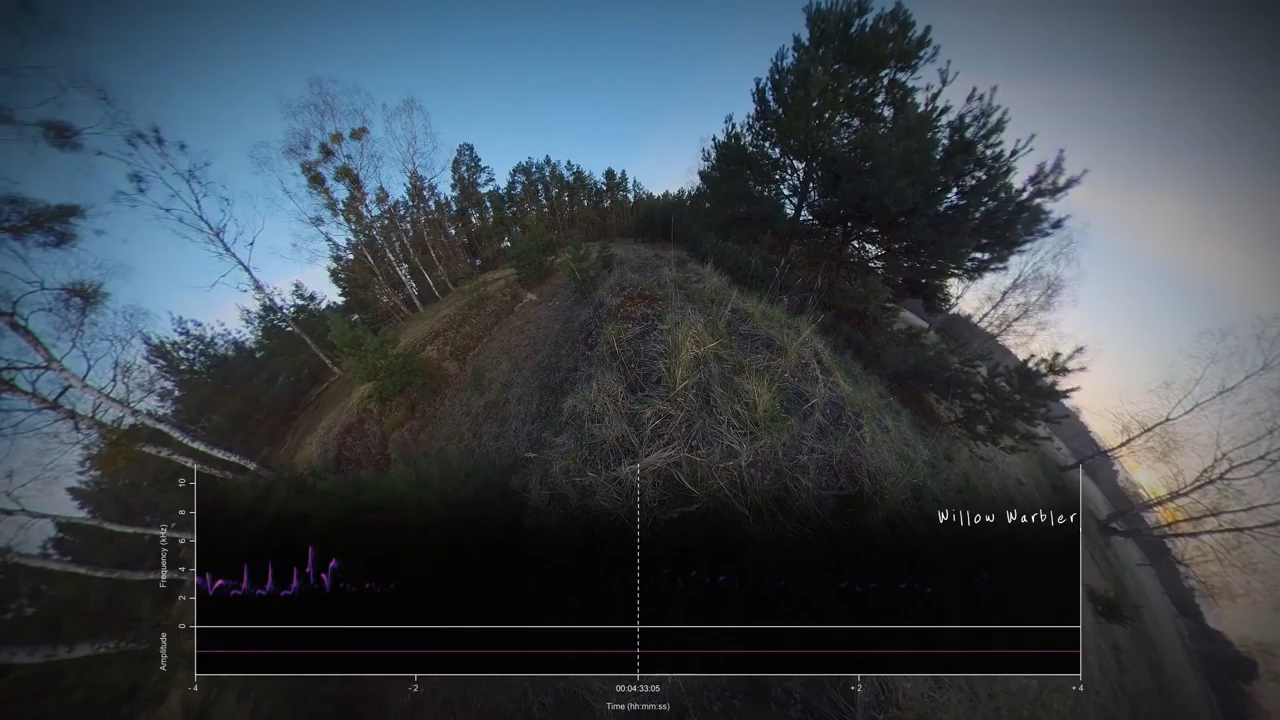 Willow Warbler
Frequency (kHz)
10
8
6
4
2
0
Amplitude
- 4
- 2
00:04:33:05
+ 2
+ 4
Time (hh:mm:ss)